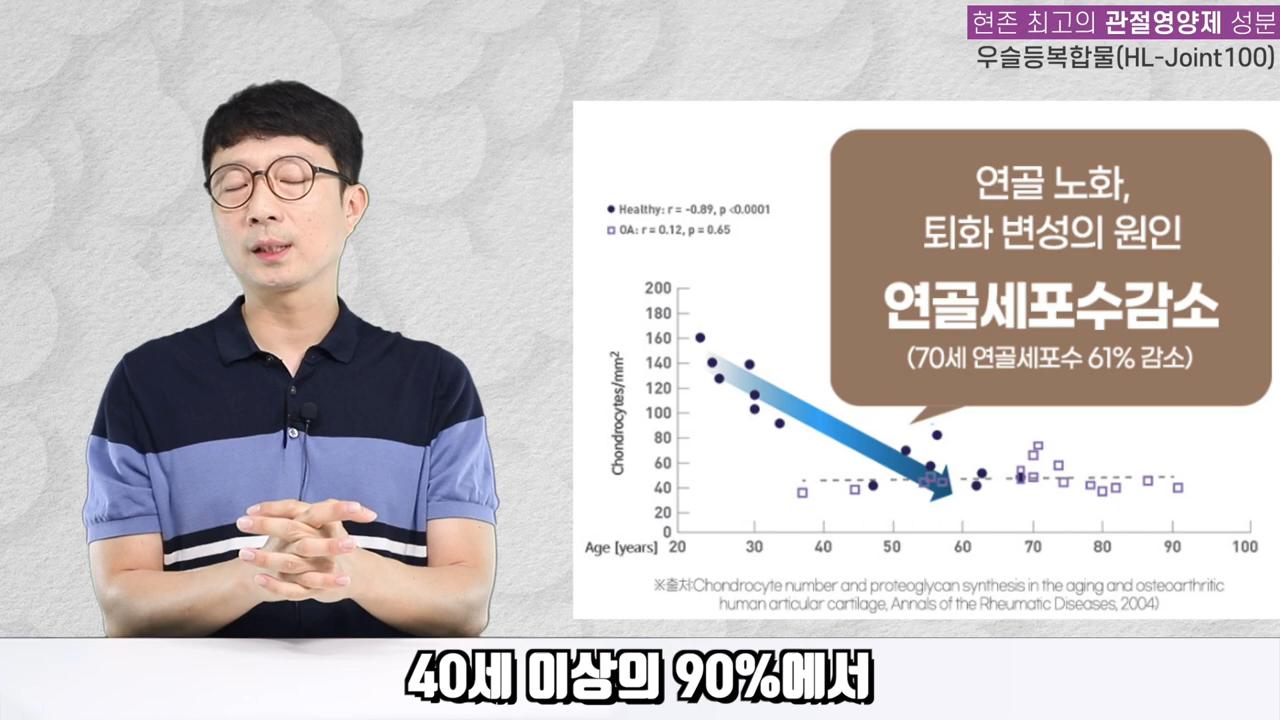 현존 최고의 관절영양제 성분
우슬등복합물(HL-Joint100)
연골 노화,
퇴화 변성의 원인
연골세포수감소
(70세 연골세포수 61% 감소)
Healthy: r = -0.89, p <0.0001
OA: r = 0.12, p = 0.65
200
180
160
140
120
100
80
60
40
20
0
Chondrocytes/mm²
Age [years] 20 30 40 50 60 70 80 90 100
※출처:Chondrocyte number and proteoglycan synthesis in the aging and osteoarthritic
human articular cartilage, Annals of the Rheumatic Diseases, 2004)
40세 이상의 90%에서